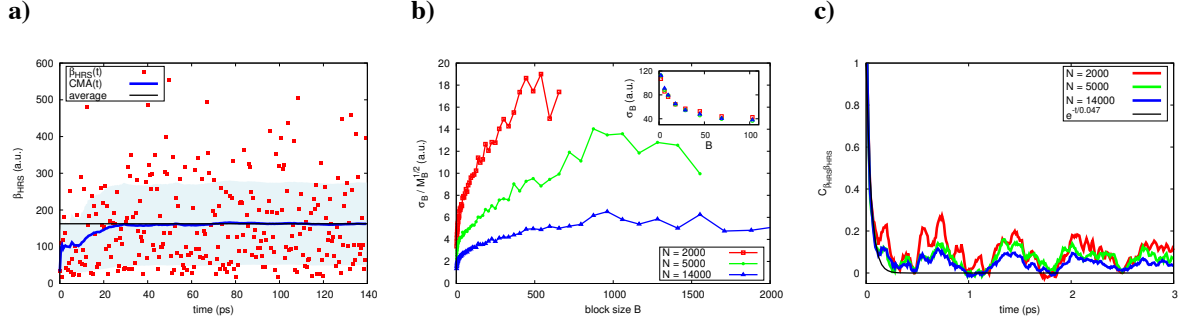 a)
b)
c)
β_HRS(t)
CMA(t)
average
β_HRS (a.u.)
600
500
400
300
200
100
0
0 20 40 60 80 100 120 140
time (ps)
σ_B / M_B^1/2 (a.u.)
20
18
16
14
12
10
8
6
4
2
0
0 500 1000 1500 2000
block size B
σ_B (a.u.)
120
80
40
0
0 50 100
B
N = 2000
N = 5000
N = 14000
C_β_HRSβ_HRS
1
0.8
0.6
0.4
0.2
0
0 1 2 3
time (ps)
N = 2000
N = 5000
N = 14000
e^-t/0.047